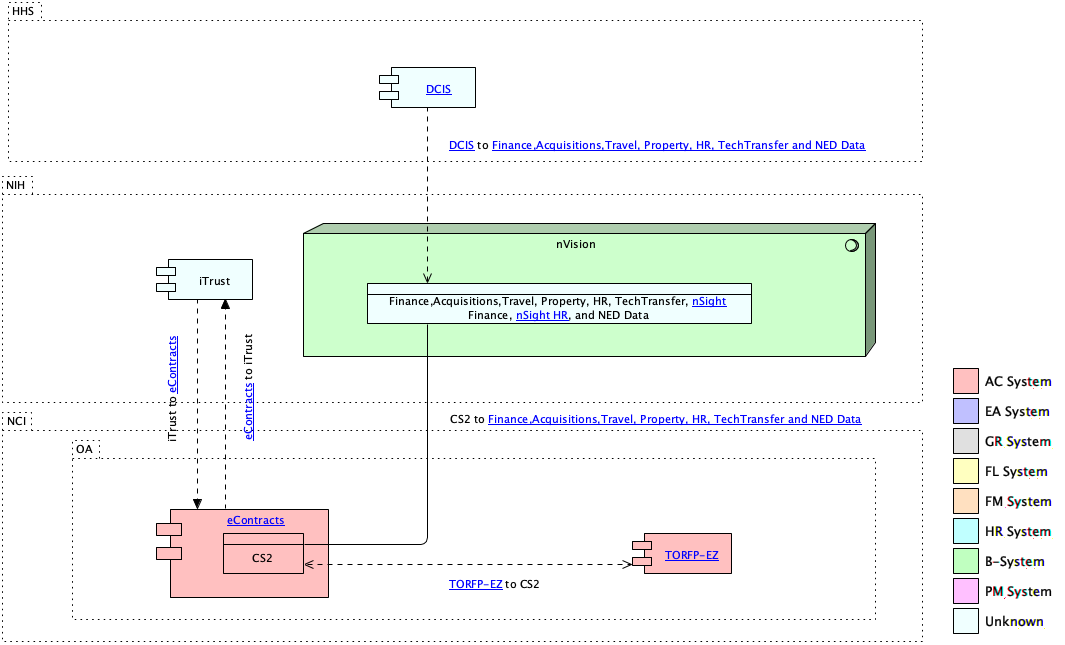 HHS
DCIS
DCIS to Finance,Acquisitions,Travel, Property, HR, TechTransfer and NED Data
NIH
nVision
iTrust
Finance,Acquisitions,Travel, Property, HR, TechTransfer, nSight
Finance, nSight HR, and NED Data
iTrust to eContracts
eContracts to iTrust
NCI
CS2 to Finance,Acquisitions,Travel, Property, HR, TechTransfer and NED Data
OA
eContracts
CS2
TORFP-EZ
TORFP-EZ to CS2
AC System
EA System
GR System
FL System
FM System
HR System
B-System
PM System
Unknown